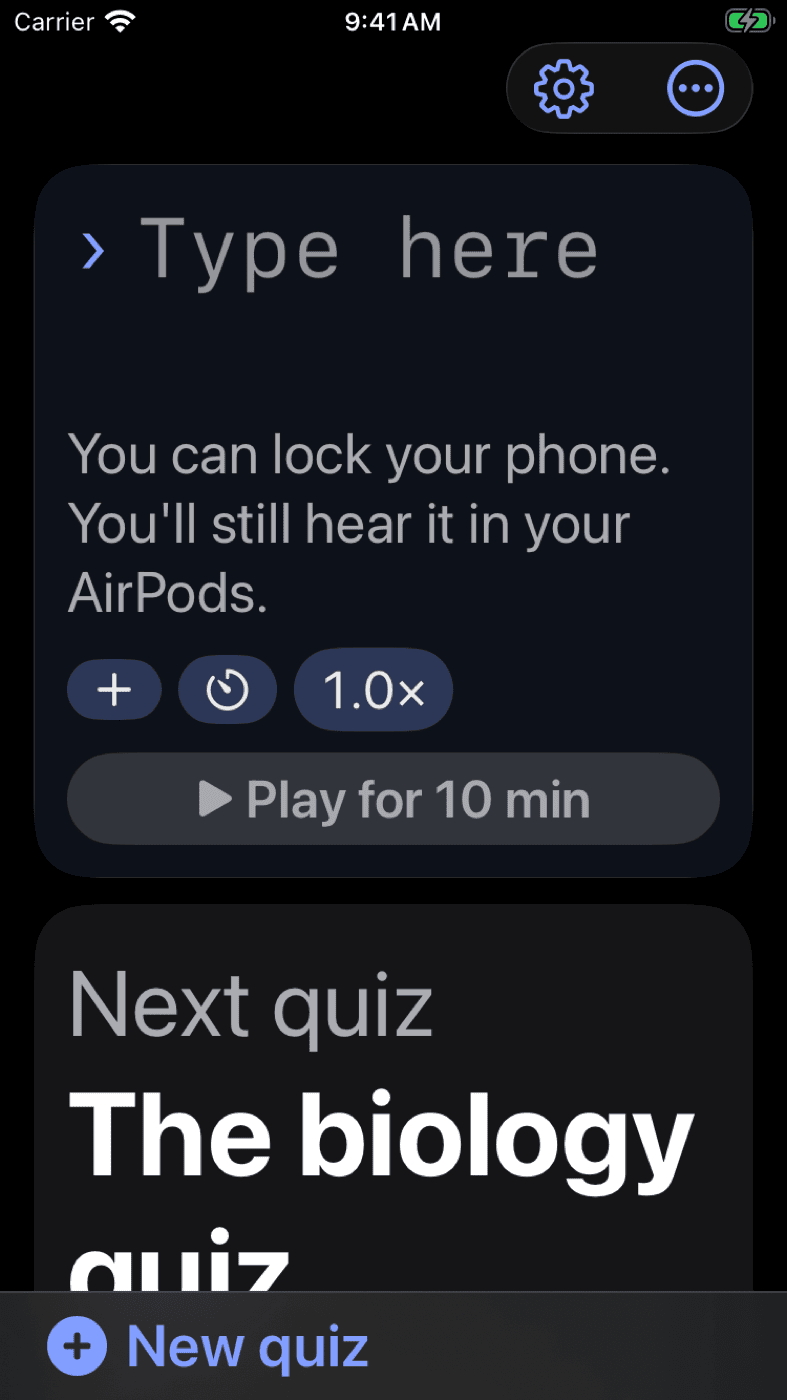 Carrier
9:41 AM
› Type here
You can lock your phone.
You'll still hear it in your
AirPods.
+
1.0×
Play for 10 min
Next quiz
The biology
quiz
New quiz